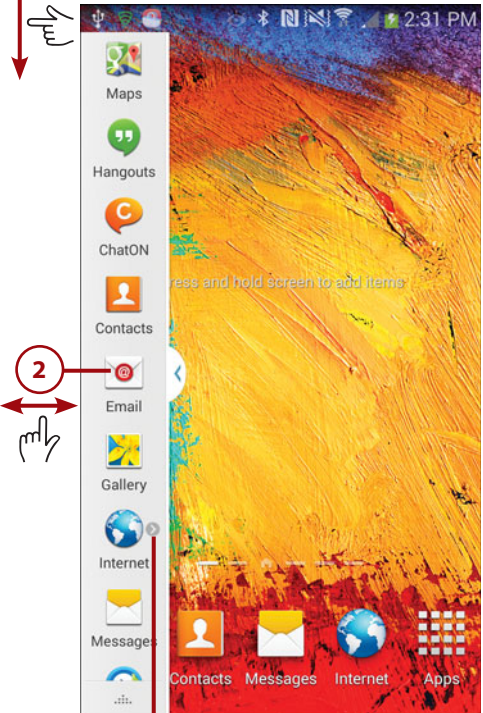 2:31 PM
Maps
Hangouts
C
ChatON
ress and hold screen to add items
Contacts
2
@
Email
Gallery
Internet
Messages
Contacts Messages Internet Apps